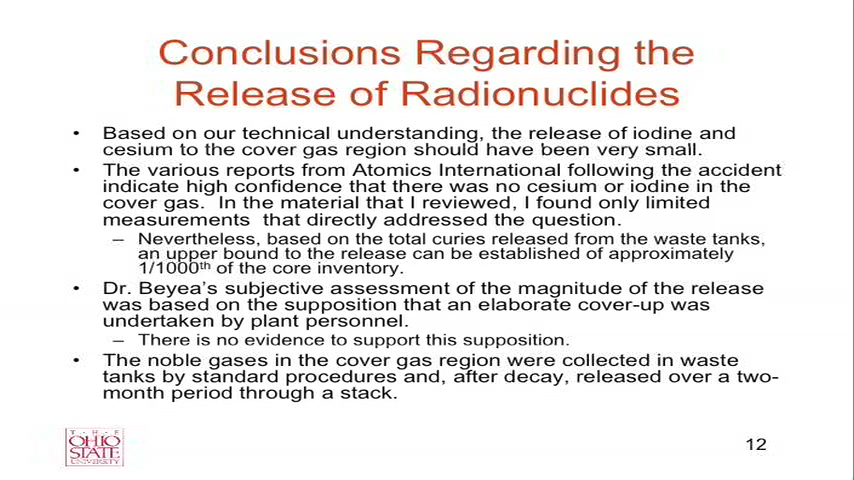 Conclusions Regarding the
Release of Radionuclides
• Based on our technical understanding, the release of iodine and
cesium to the cover gas region should have been very small.
• The various reports from Atomics International following the accident
indicate high confidence that there was no cesium or iodine in the
cover gas. In the material that I reviewed, I found only limited
measurements that directly addressed the question.
– Nevertheless, based on the total curies released from the waste tanks,
an upper bound to the release can be established of approximately
1/1000th of the core inventory.
• Dr. Beyea's subjective assessment of the magnitude of the release
was based on the supposition that an elaborate cover-up was
undertaken by plant personnel.
– There is no evidence to support this supposition.
• The noble gases in the cover gas region were collected in waste
tanks by standard procedures and, after decay, released over a two-
month period through a stack.
THE
OHIO
STATE
UNIVERSITY
12